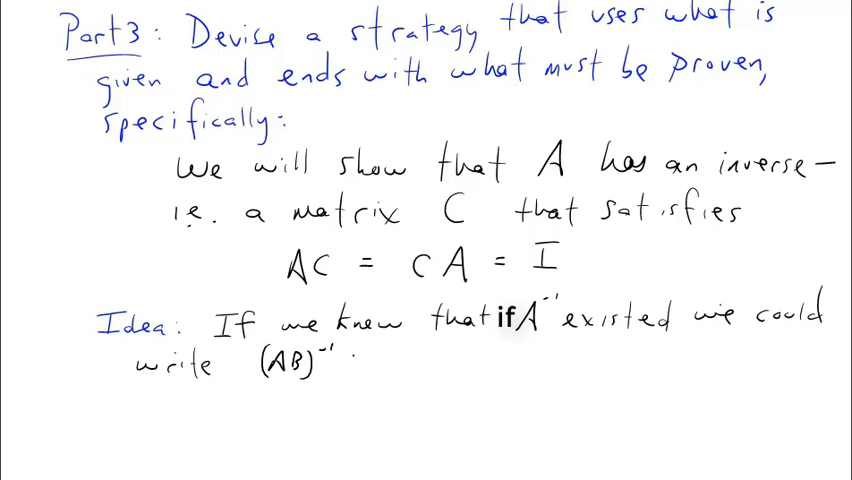 Part 3: Devise a strategy that uses what is
given and ends with what must be proven,
specifically:
We will show that A has an inverse –
i.e. a matrix C that satisfies
AC = CA = I
Idea: If we knew that if A⁻¹ existed we could
write (AB)⁻¹.